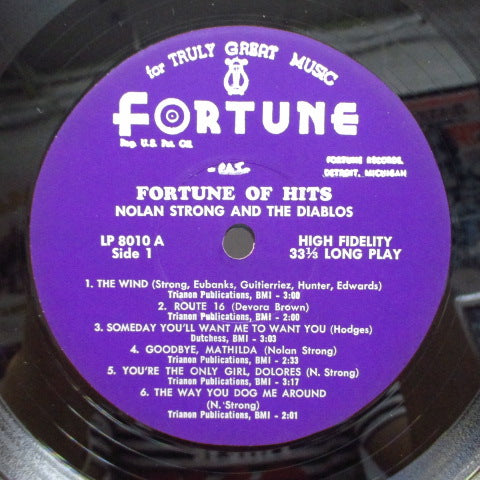 for TRULY GREAT MUSIC
FORTUNE
Reg. U.S. Pat. Off.
FORTUNE RECORDS,
DETROIT, MICHIGAN
FORTUNE OF HITS
NOLAN STRONG AND THE DIABLOS
LP 8010 A
Side 1
HIGH FIDELITY
33⅓ LONG PLAY
1. THE WIND (Strong, Eubanks, Guitierriez, Hunter, Edwards)
Trianon Publications, BMI - 3:00
2. ROUTE 16 (Devora Brown)
Trianon Publications, BMI - 2:00
3. SOMEDAY YOU'LL WANT ME TO WANT YOU (Hodges)
Dutchess, BMI - 3:03
4. GOODBYE, MATHILDA (Nolan Strong)
Trianon Publications, BMI - 2:33
5. YOU'RE THE ONLY GIRL, DOLORES (N. Strong)
Trianon Publications, BMI - 3:17
6. THE WAY YOU DOG ME AROUND
(N. Strong)
Trianon Publications, BMI - 2:01